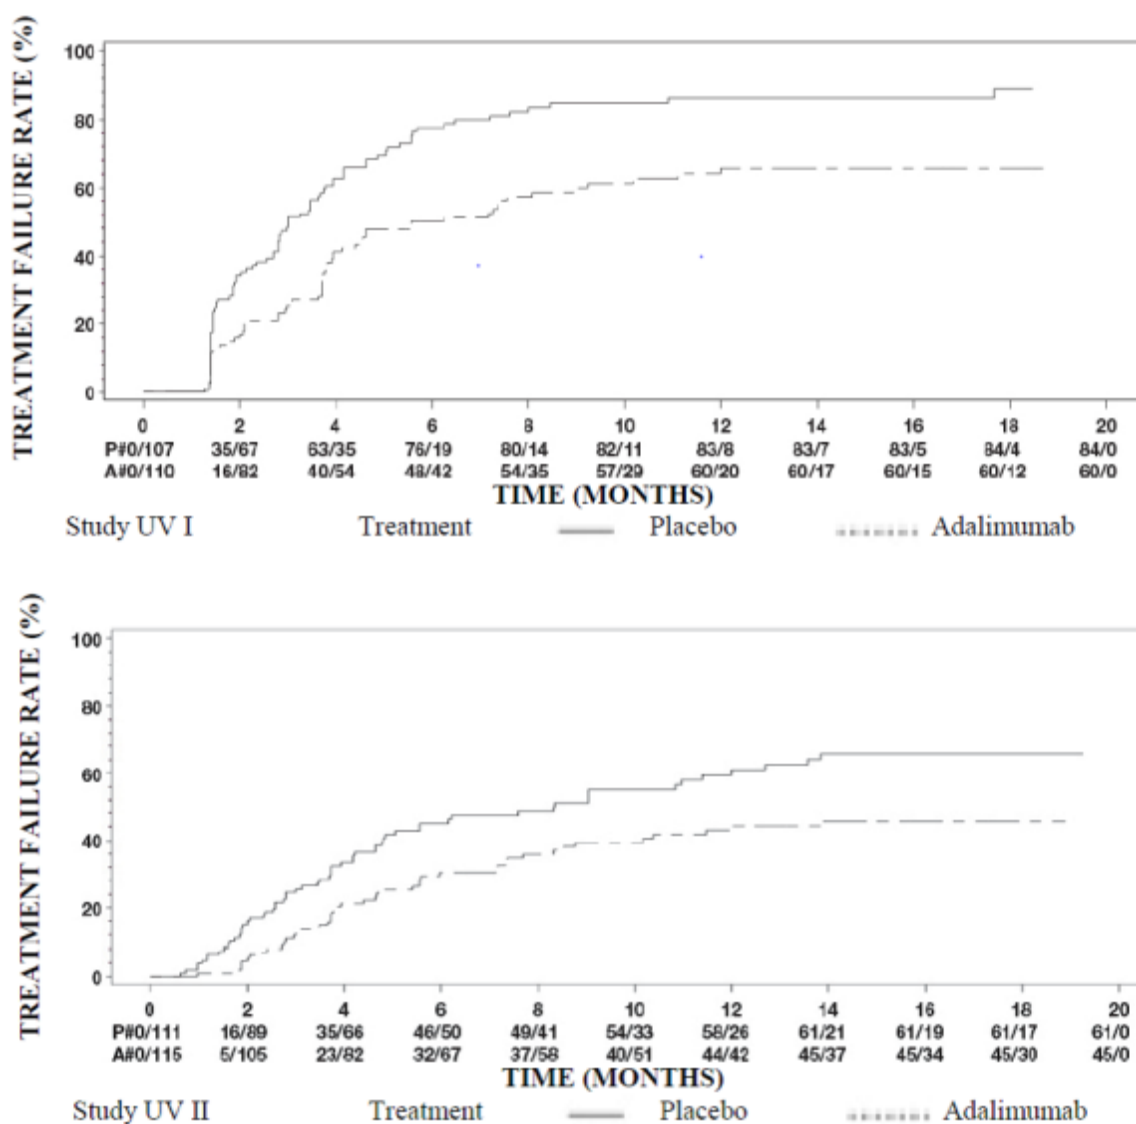 TREATMENT FAILURE RATE (%)
100
80
60
40
20
0
0 2 4 6 8 10 12 14 16 18 20
P#0/107 35/67 63/35 76/19 80/14 82/11 83/8 83/7 83/5 84/4 84/0
A#0/110 16/82 40/54 48/42 54/35 57/29 60/20 60/17 60/15 60/12 60/0
TIME (MONTHS)
Study UV I Treatment Placebo Adalimumab
TREATMENT FAILURE RATE (%)
100
80
60
40
20
0
0 2 4 6 8 10 12 14 16 18 20
P#0/111 16/89 35/66 46/50 49/41 54/33 58/26 61/21 61/19 61/17 61/0
A#0/115 5/105 23/82 32/67 37/58 40/51 44/42 45/37 45/34 45/30 45/0
TIME (MONTHS)
Study UV II Treatment Placebo Adalimumab